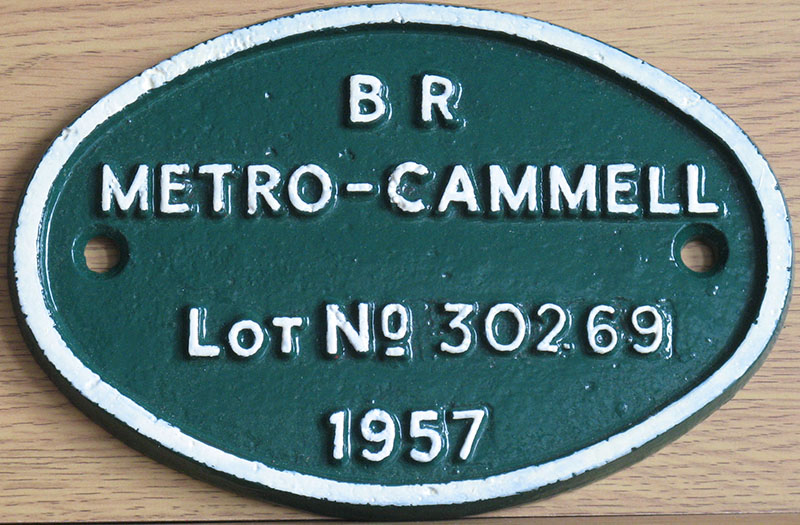 B R
METRO-CAMMELL
LOT Nº 30269
1957